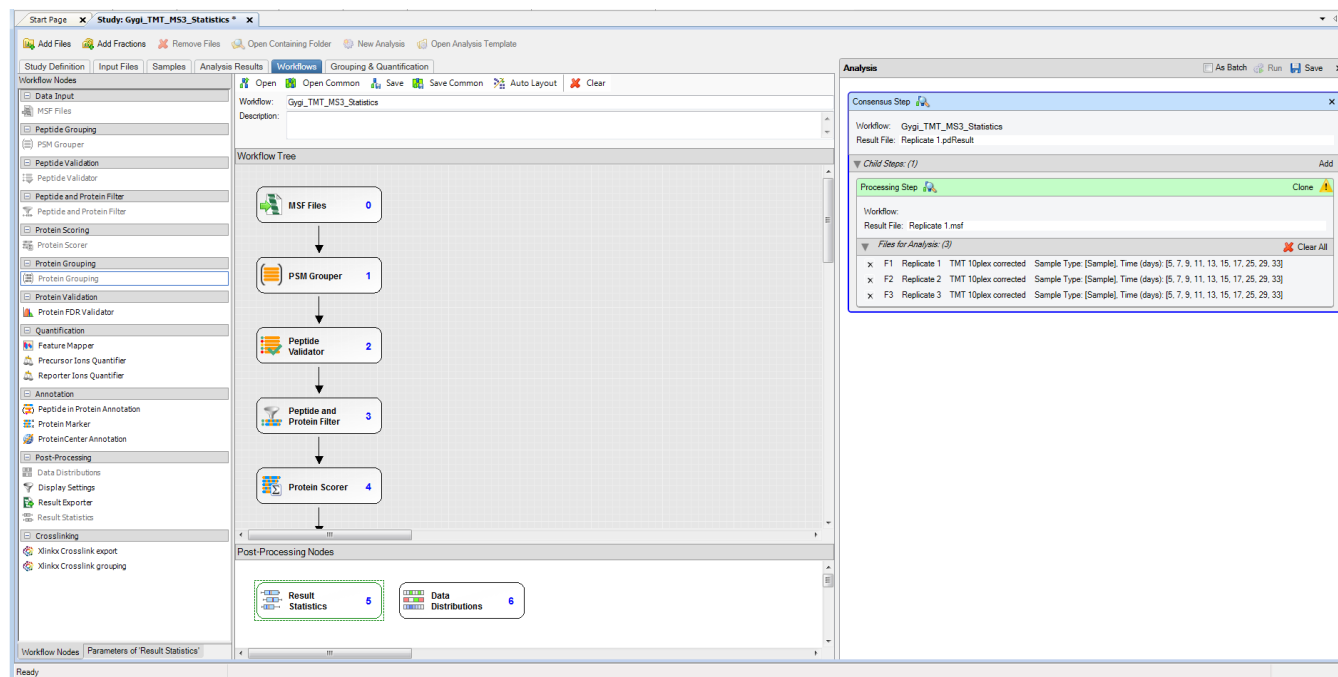 Start Page x Study: Gygi_TMT_MS3_Statistics * x
Add Files Add Fractions Remove Files Open Containing Folder New Analysis Open Analysis Template
Study Definition Input Files Samples Analysis Results Workflows Grouping & Quantification
Workflow Nodes
Data Input
MSF Files
Peptide Grouping
PSM Grouper
Peptide Validation
Peptide Validator
Peptide and Protein Filter
Peptide and Protein Filter
Protein Scoring
Protein Scorer
Protein Grouping
Protein Grouping
Protein Validation
Protein FDR Validator
Quantification
Feature Mapper
Precursor Ions Quantifier
Reporter Ions Quantifier
Annotation
Peptide in Protein Annotation
Protein Marker
ProteinCenter Annotation
Post-Processing
Data Distributions
Display Settings
Result Exporter
Result Statistics
Crosslinking
Xlinkx Crosslink export
Xlinkx Crosslink grouping
Workflow Nodes Parameters of 'Result Statistics'
Open Open Common Save Save Common Auto Layout Clear
Workflow: Gygi_TMT_MS3_Statistics
Description:
Workflow Tree
MSF Files 0
PSM Grouper 1
Peptide
Validator 2
Peptide and
Protein Filter 3
Protein Scorer 4
Post-Processing Nodes
Result
Statistics 5
Data
Distributions 6
Analysis As Batch Run Save
Consensus Step x
Workflow: Gygi_TMT_MS3_Statistics
Result File: Replicate 1.pdResult
Child Steps: (1) Add
Processing Step Clone
Workflow:
Result File: Replicate 1.msf
Files for Analysis: (3) Clear All
x F1 Replicate 1 TMT 10plex corrected Sample Type: [Sample], Time (days): [5, 7, 9, 11, 13, 15, 17, 25, 29, 33]
x F2 Replicate 2 TMT 10plex corrected Sample Type: [Sample], Time (days): [5, 7, 9, 11, 13, 15, 17, 25, 29, 33]
x F3 Replicate 3 TMT 10plex corrected Sample Type: [Sample], Time (days): [5, 7, 9, 11, 13, 15, 17, 25, 29, 33]
Ready